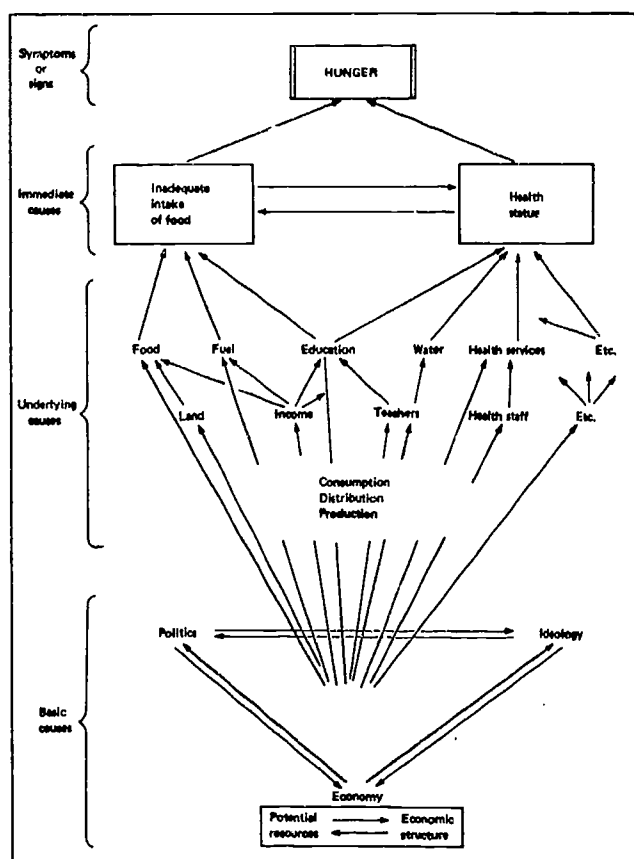 Symptoms
or
signs
HUNGER
Immediate
causes
Inadequate
intake
of food
Health
status
Underlying
causes
Food Fuel Education Water Health services Etc.
Land Income Teachers Health staff Etc.
Consumption
Distribution
Production
Basic
causes
Politics Ideology
Economy
Potential Economic
resources structure